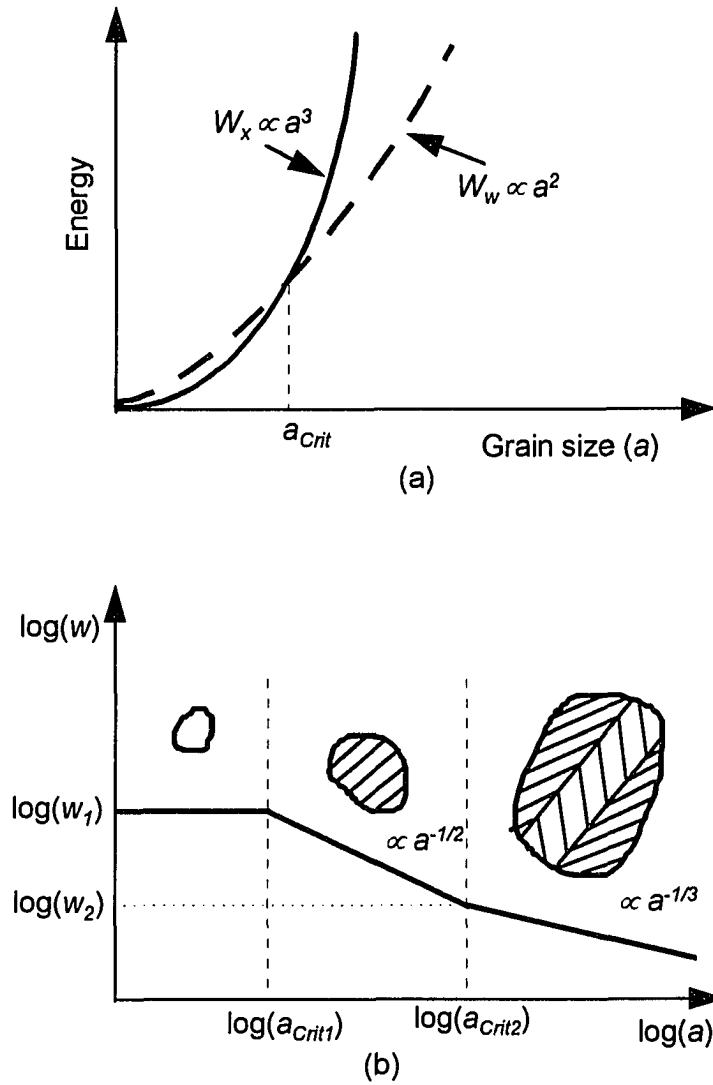 Energy
W_x ∝ a^3
W_w ∝ a^2
a_Crit
Grain size (a)
(a)
log(w)
log(w_1)
∝ a^-1/2
log(w_2)
∝ a^-1/3
log(a_Crit1)
log(a_Crit2)
log(a)
(b)